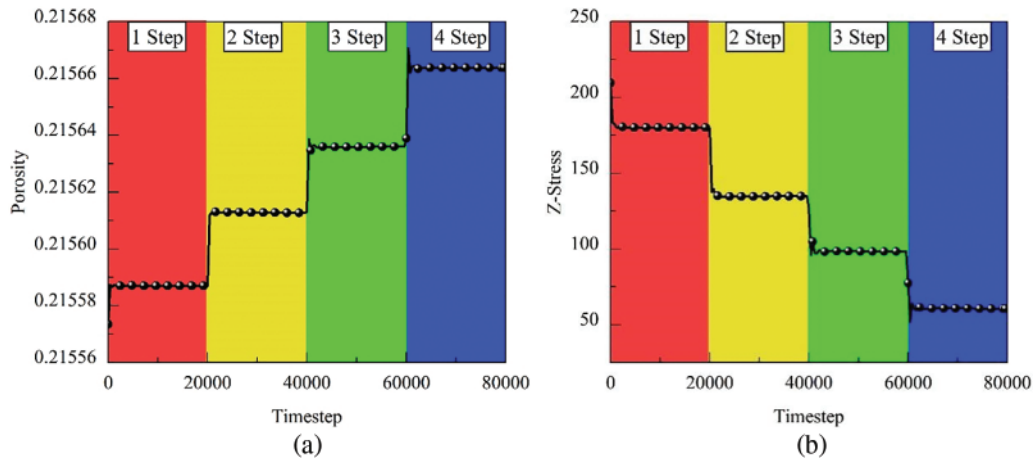 1 Step 2 Step 3 Step 4 Step
0.21568
0.21566
0.21564
0.21562
0.21560
0.21558
0.21556
Porosity
0 20000 40000 60000 80000
Timestep
(a)
1 Step 2 Step 3 Step 4 Step
250
200
150
100
50
Z-Stress
0 20000 40000 60000 80000
Timestep
(b)